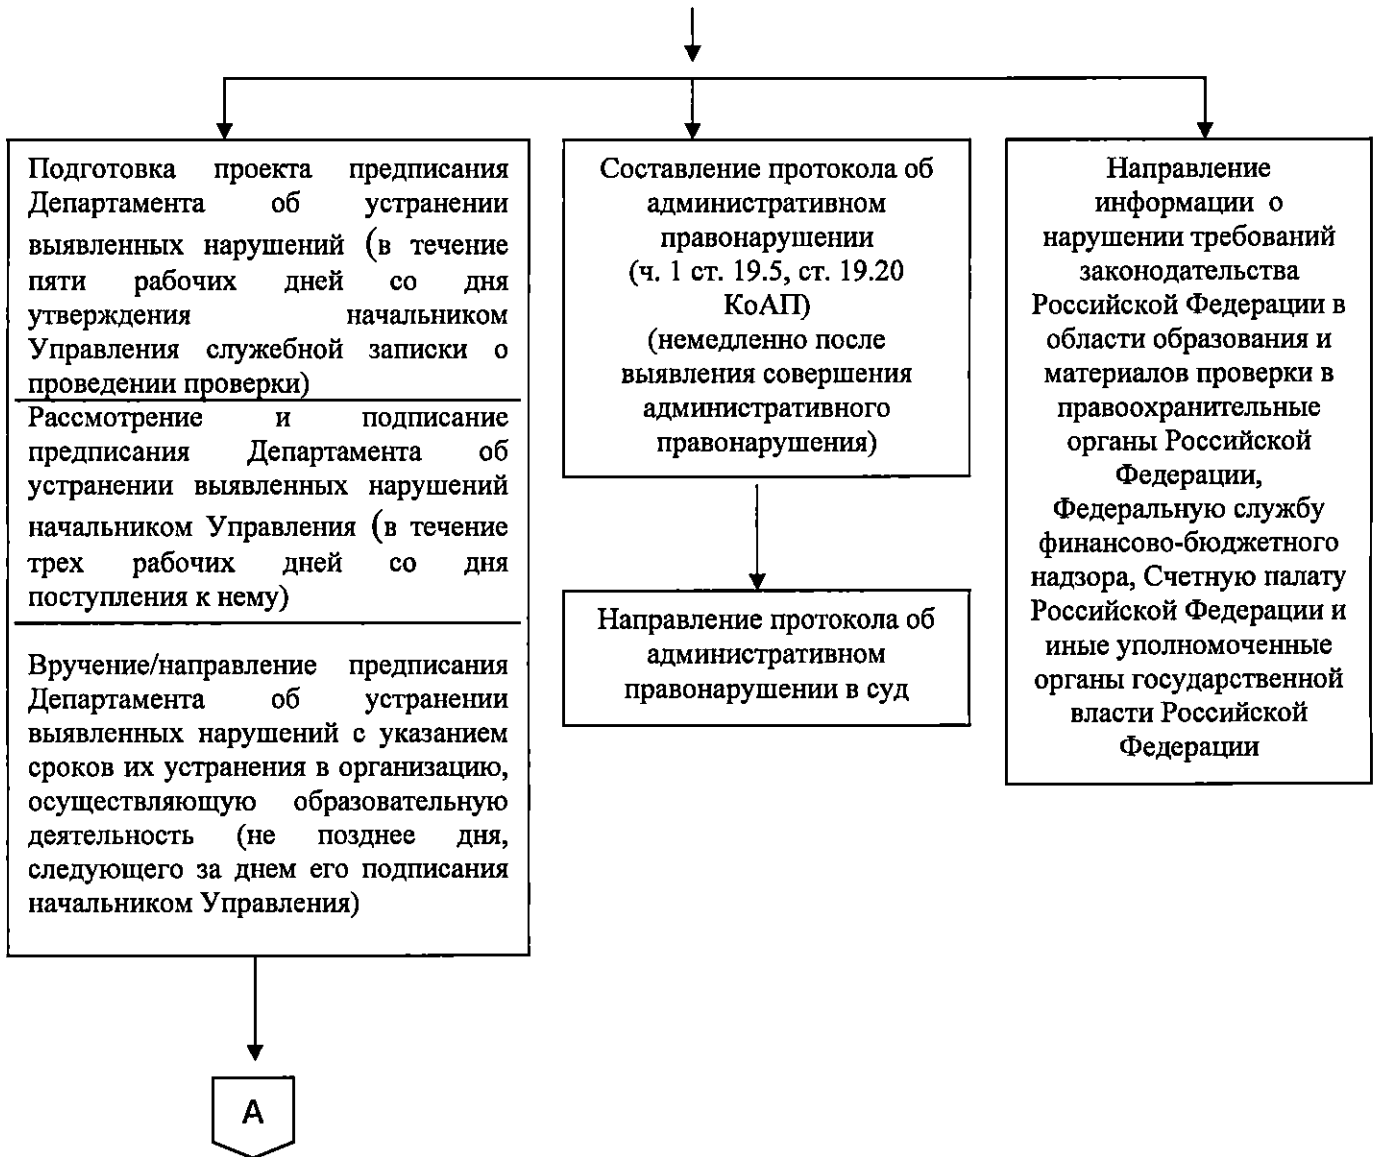 Подготовка проекта предписания
Департамента об устранении
выявленных нарушений (в течение
пяти рабочих дней со дня
утверждения начальником
Управления служебной записки о
проведении проверки)
Рассмотрение и подписание
предписания Департамента об
устранении выявленных нарушений
начальником Управления (в течение
трех рабочих дней со дня
поступления к нему)
Вручение/направление предписания
Департамента об устранении
выявленных нарушений с указанием
сроков их устранения в организацию,
осуществляющую образовательную
деятельность (не позднее дня,
следующего за днем его подписания
начальником Управления)
А
Составление протокола об
административном
правонарушении
(ч. 1 ст. 19.5, ст. 19.20
КоАП)
(немедленно после
выявления совершения
административного
правонарушения)
Направление протокола об
административном
правонарушении в суд
Направление
информации о
нарушении требований
законодательства
Российской Федерации в
области образования и
материалов проверки в
правоохранительные
органы Российской
Федерации,
Федеральную службу
финансово-бюджетного
надзора, Счетную палату
Российской Федерации и
иные уполномоченные
органы государственной
власти Российской
Федерации